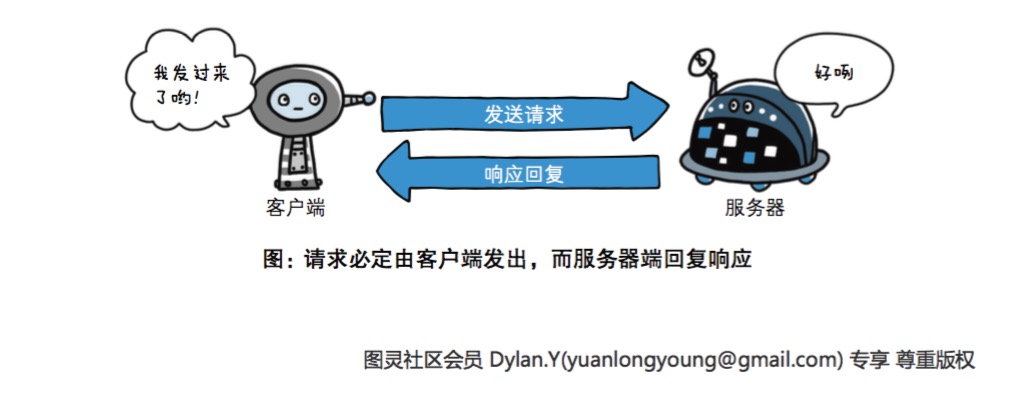 我发过来
了哟!
好咧
发送请求
响应回复
客户端
服务器
图：请求必定由客户端发出，而服务器端回复响应
图灵社区会员 Dylan.Y(yuanlongyoung@gmail.com) 专享 尊重版权